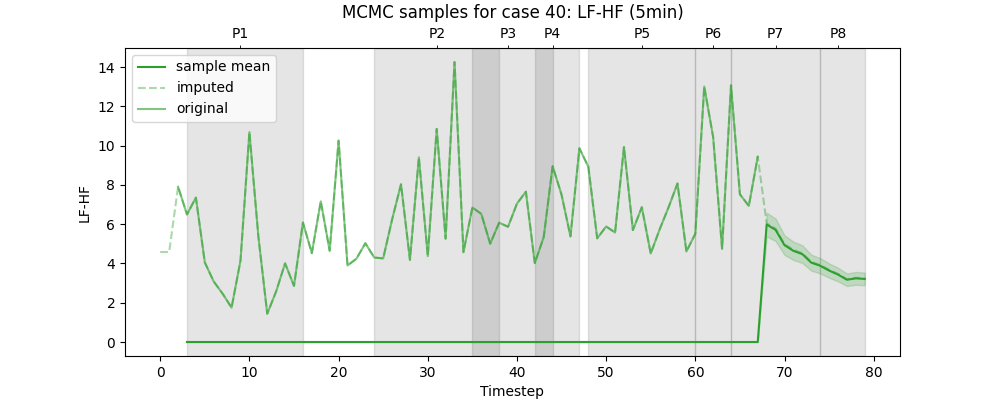 MCMC samples for case 40: LF-HF (5min)
P1 P2 P3 P4 P5 P6 P7 P8
sample mean
imputed
original
LF-HF
14
12
10
8
6
4
2
0
0 10 20 30 40 50 60 70 80
Timestep